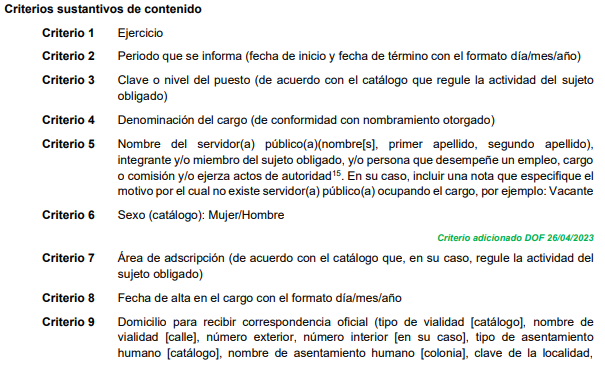 Criterios sustantivos de contenido
Criterio 1 Ejercicio
Criterio 2 Periodo que se informa (fecha de inicio y fecha de término con el formato día/mes/año)
Criterio 3 Clave o nivel del puesto (de acuerdo con el catálogo que regule la actividad del sujeto
obligado)
Criterio 4 Denominación del cargo (de conformidad con nombramiento otorgado)
Criterio 5 Nombre del servidor(a) público(a)(nombre[s], primer apellido, segundo apellido),
integrante y/o miembro del sujeto obligado, y/o persona que desempeñe un empleo, cargo
o comisión y/o ejerza actos de autoridad15. En su caso, incluir una nota que especifique el
motivo por el cual no existe servidor(a) público(a) ocupando el cargo, por ejemplo: Vacante
Criterio 6 Sexo (catálogo): Mujer/Hombre
Criterio adicionado DOF 26/04/2023
Criterio 7 Área de adscripción (de acuerdo con el catálogo que, en su caso, regule la actividad del
sujeto obligado)
Criterio 8 Fecha de alta en el cargo con el formato día/mes/año
Criterio 9 Domicilio para recibir correspondencia oficial (tipo de vialidad [catálogo], nombre de
vialidad [calle], número exterior, número interior [en su caso], tipo de asentamiento
humano [catálogo], nombre de asentamiento humano [colonia], clave de la localidad,